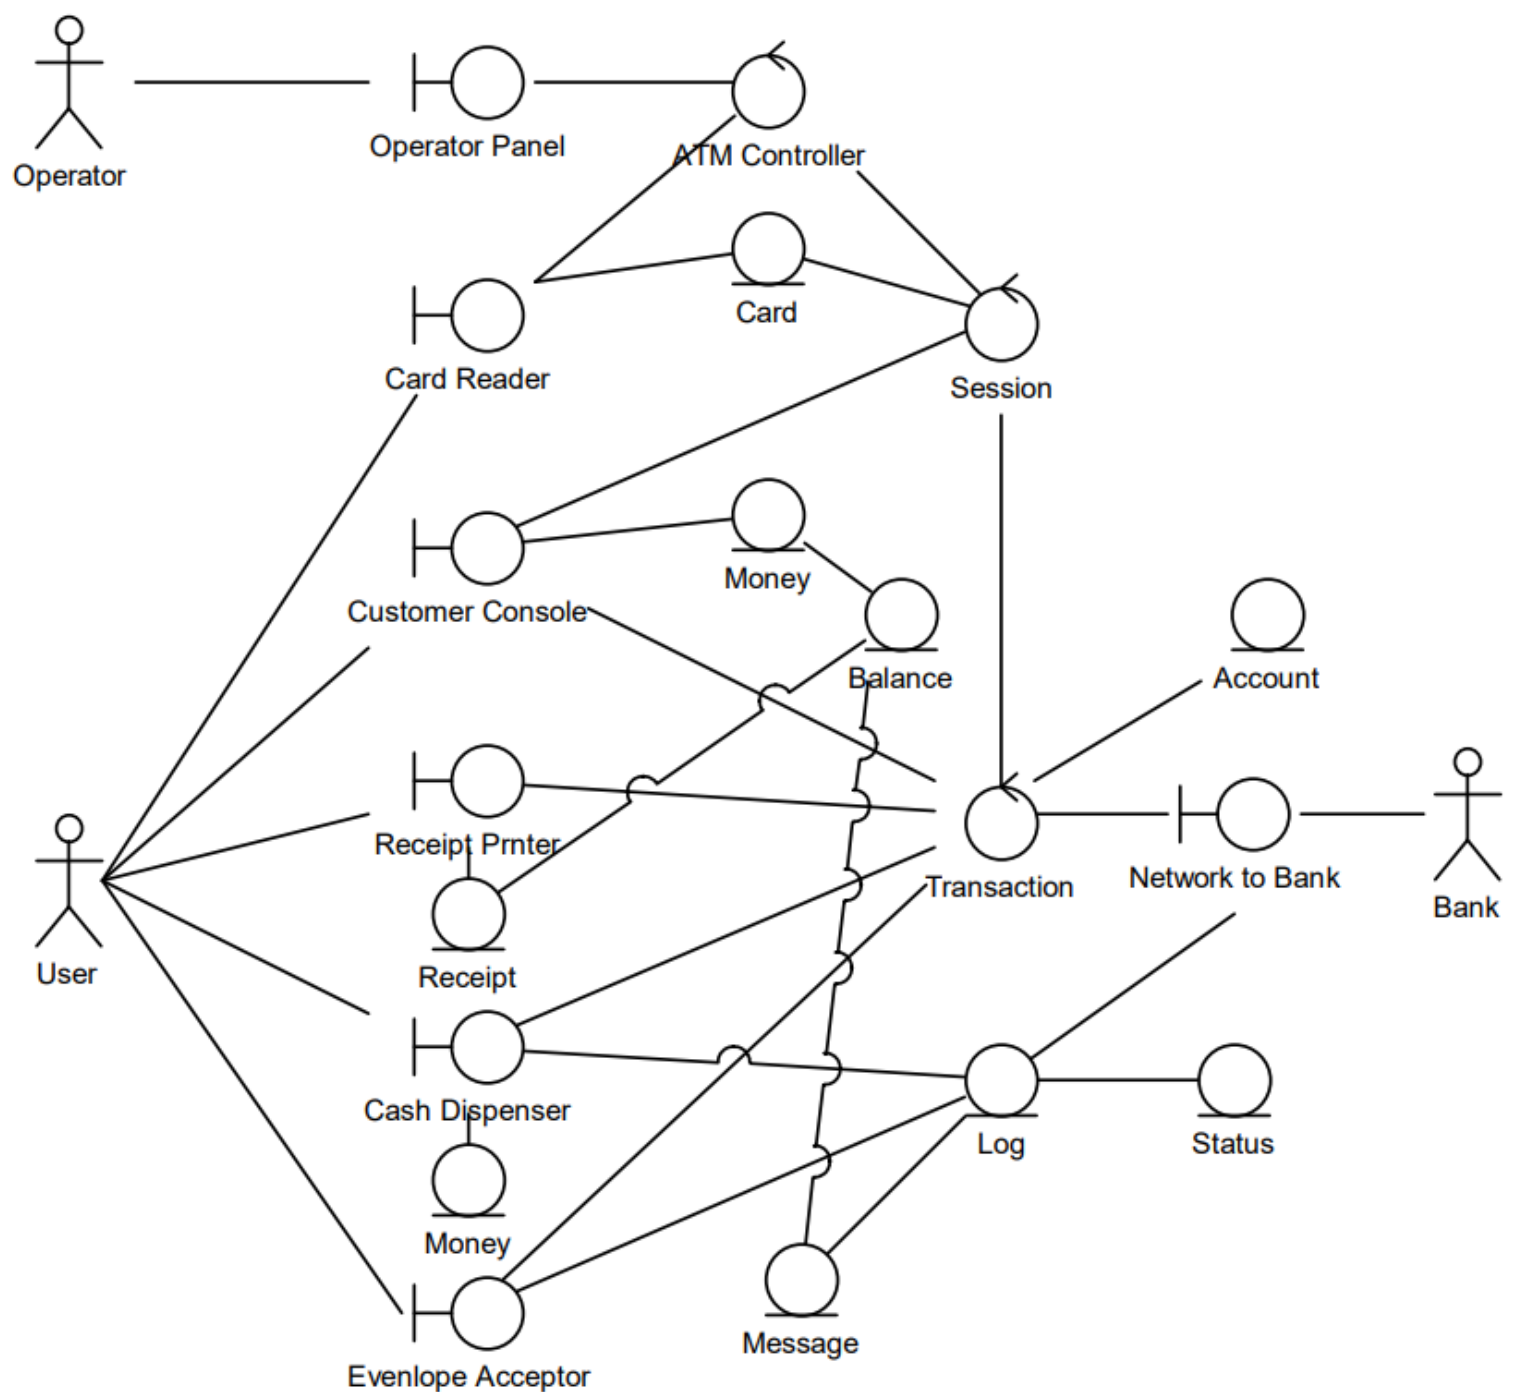 Operator Panel
ATM Controller
Operator
Card
Card Reader
Session
Money
Customer Console
Balance
Account
Receipt Prnter
Transaction
Network to Bank
Bank
User
Receipt
Cash Dispenser
Log
Status
Money
Message
Evenlope Acceptor